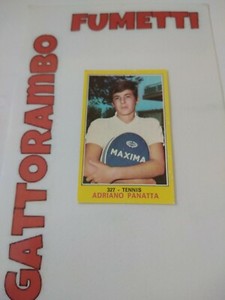 FUMETTI
GATTORAMBO
MAXIMA
327 - TENNIS
ADRIANO PANATTA